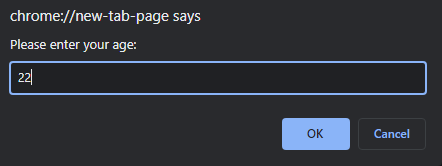 chrome://new-tab-page says
Please enter your age:
22
OK
Cancel